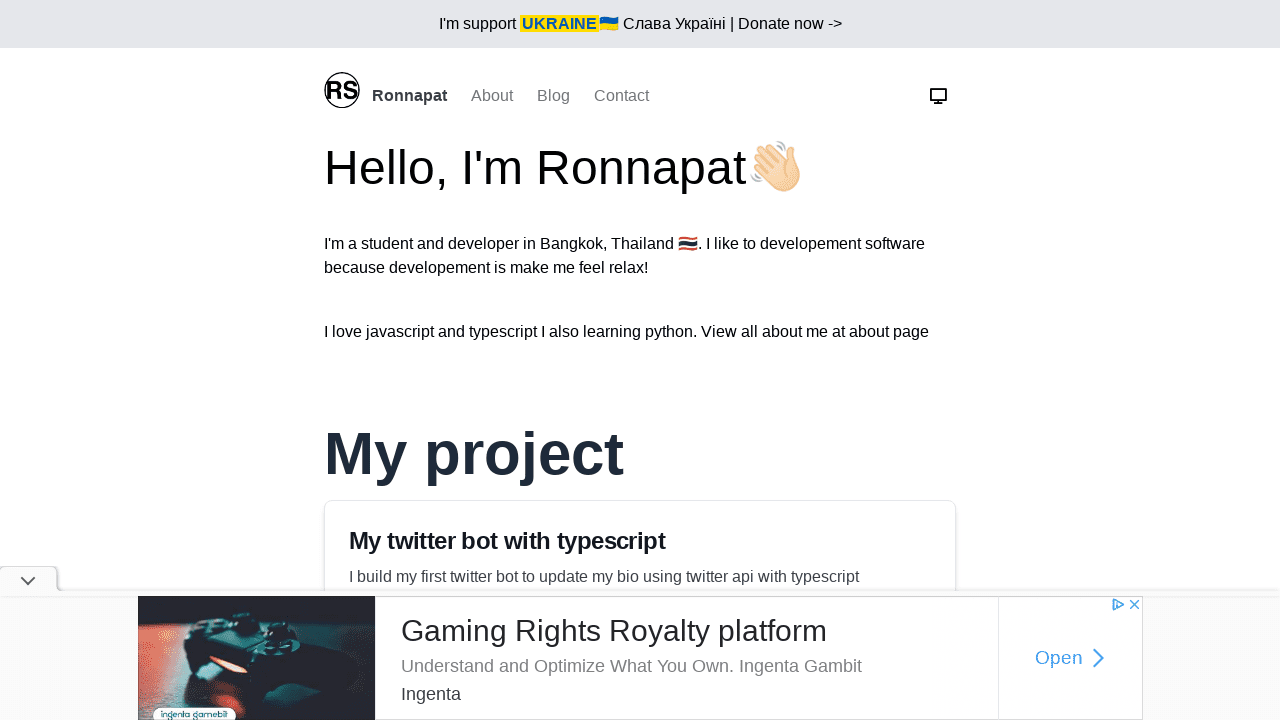 I'm support UKRAINE🇺🇦 Слава Україні | Donate now ->
RS Ronnapat About Blog Contact
Hello, I'm Ronnapat👋🏻
I'm a student and developer in Bangkok, Thailand 🇹🇭. I like to developement software
because developement is make me feel relax!
I love javascript and typescript I also learning python. View all about me at about page
My project
My twitter bot with typescript
I build my first twitter bot to update my bio using twitter api with typescript
Gaming Rights Royalty platform
Understand and Optimize What You Own. Ingenta Gambit
Ingenta
Open
ingenta gamebit